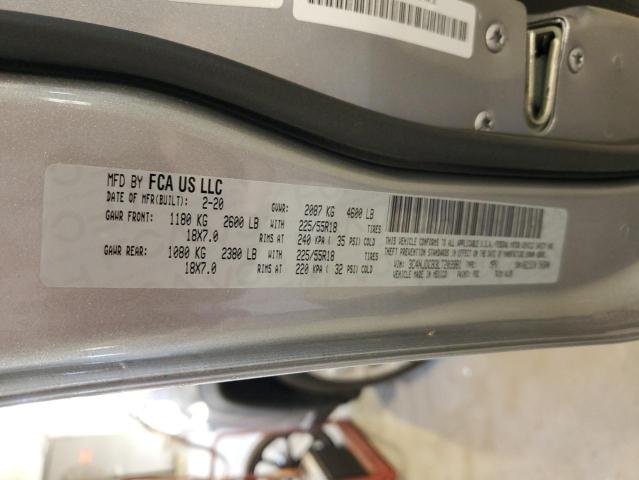 MFD BY FCA US LLC
DATE OF MFR(BUILT): 2-20 GVWR: 2087 KG 4600 LB
GAWR FRONT: 1180 KG 2600 LB WITH 225/55R18 TIRES
18X7.0 RIMS AT 240 KPA ( 35 PSI) COLD
GAWR REAR: 1080 KG 2380 LB WITH 225/55R18 TIRES
18X7.0 RIMS AT 220 KPA ( 32 PSI) COLD
THIS VEHICLE CONFORMS TO ALL APPLICABLE U.S.A. FEDERAL MOTOR VEHICLE SAFETY AND
THEFT PREVENTION STANDARDS IN EFFECT ON THE DATE OF MANUFACTURE SHOWN ABOVE.
VIN: TYPE: MPV
VEHICLE MADE IN MEXICO PAINT: